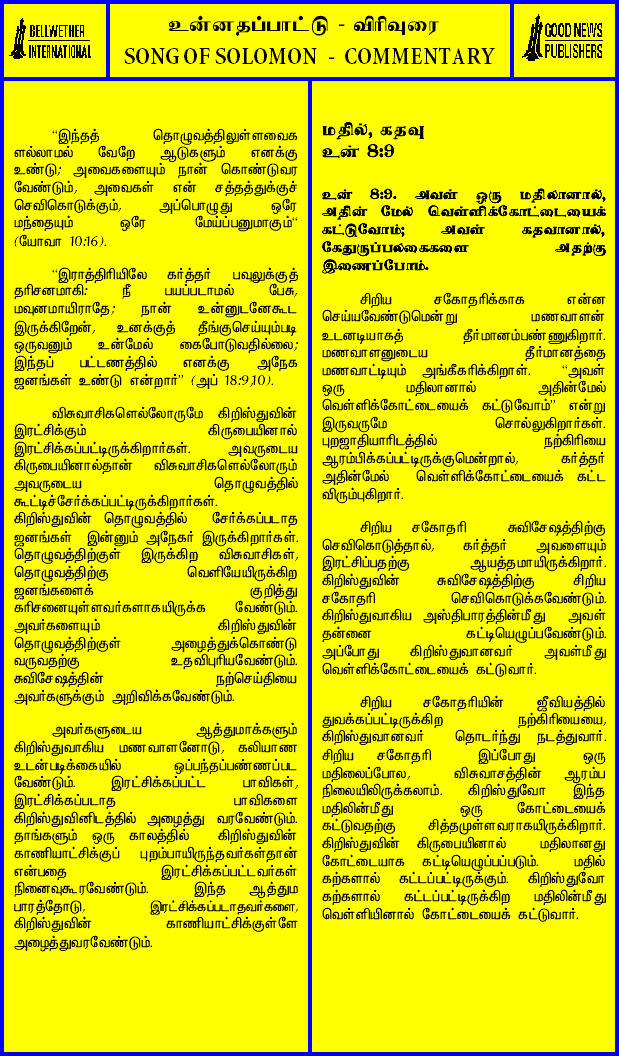 BELLWETHER
INTERNATIONAL
உன்னதப்பாட்டு - விரிவுரை
SONG OF SOLOMON - COMMENTARY
GOOD NEWS
PUBLISHERS
“இந்தத் தொழுவத்திலுள்ளவைக
ளல்லாமல் வேறே ஆடுகளும் எனக்கு
உண்டு; அவைகளையும் நான் கொண்டுவர
வேண்டும், அவைகள் என் சத்தத்துக்குச்
செவிகொடுக்கும், அப்பொழுது ஒரே
மந்தையும் ஒரே மேய்ப்பனுமாகும்“
(யோவா 10:16).
“இராத்திரியிலே கர்த்தர் பவுலுக்குத்
தரிசனமாகி: நீ பயப்படாமல் பேசு,
மவுனமாயிராதே; நான் உன்னுடனேகூட
இருக்கிறேன், உனக்குத் தீங்குசெய்யும்படி
ஒருவனும் உன்மேல் கைபோடுவதில்லை;
இந்தப் பட்டணத்தில் எனக்கு அநேக
ஜனங்கள் உண்டு என்றார்” (அப் 18:9,10).
விசுவாசிகளெல்லோருமே கிறிஸ்துவின்
இரட்சிக்கும் கிருபையினால்
இரட்சிக்கப்பட்டிருக்கிறார்கள். அவருடைய
கிருபையினால்தான் விசுவாசிகளெல்லோரும்
அவருடைய தொழுவத்தில்
கூட்டிச்சேர்க்கப்பட்டிருக்கிறார்கள்.
கிறிஸ்துவின் தொழுவத்தில் சேர்க்கப்படாத
ஜனங்கள் இன்னும் அநேகர் இருக்கிறார்கள்.
தொழுவத்திற்குள் இருக்கிற விசுவாசிகள்,
தொழுவத்திற்கு வெளியேயிருக்கிற
ஜனங்களைக் குறித்து
கரிசனையுள்ளவர்களாகயிருக்க வேண்டும்.
அவர்களையும் கிறிஸ்துவின்
தொழுவத்திற்குள் அழைத்துக்கொண்டு
வருவதற்கு உதவிபுரியவேண்டும்.
சுவிசேஷத்தின் நற்செய்தியை
அவர்களுக்கும் அறிவிக்கவேண்டும்.
அவர்களுடைய ஆத்துமாக்களும்
கிறிஸ்துவாகிய மணவாளனோடு, கலியாண
உடன்படிக்கையில் ஒப்பந்தப்பண்ணப்பட
வேண்டும். இரட்சிக்கப்பட்ட பாவிகள்,
இரட்சிக்கப்படாத பாவிகளை
கிறிஸ்துவினிடத்தில் அழைத்து வரவேண்டும்.
தாங்களும் ஒரு காலத்தில் கிறிஸ்துவின்
காணியாட்சிக்குப் புறம்பாயிருந்தவர்கள்தான்
என்பதை இரட்சிக்கப்பட்டவர்கள்
நினைவுகூரவேண்டும். இந்த ஆத்தும
பாரத்தோடு, இரட்சிக்கப்படாதவர்களை,
கிறிஸ்துவின் காணியாட்சிக்குள்ளே
அழைத்துவரவேண்டும்.
மதில், கதவு
உன் 8:9
உன் 8:9. அவள் ஒரு மதிலானால்,
அதின் மேல் வெள்ளிக்கோட்டையைக்
கட்டுவோம்; அவள் கதவானால்,
கேதுருப்பலகைகளை அதற்கு
இணைப்போம்.
சிறிய சகோதரிக்காக என்ன
செய்யவேண்டுமென்று மணவாளன்
உடனடியாகத் தீர்மானம்பண்ணுகிறார்.
மணவாளனுடைய தீர்மானத்தை
மணவாட்டியும் அங்கீகரிக்கிறாள். “அவள்
ஒரு மதிலானால் அதின்மேல்
வெள்ளிக்கோட்டையைக் கட்டுவோம்” என்று
இருவருமே சொல்லுகிறார்கள்.
புறஜாதியாரிடத்தில் நற்கிரியை
ஆரம்பிக்கப்பட்டிருக்குமென்றால், கர்த்தர்
அதின்மேல் வெள்ளிக்கோட்டையைக் கட்ட
விரும்புகிறார்.
சிறிய சகோதரி சுவிசேஷத்திற்கு
செவிகொடுத்தால், கர்த்தர் அவளையும்
இரட்சிப்பதற்கு ஆயத்தமாயிருக்கிறார்.
கிறிஸ்துவின் சுவிசேஷத்திற்கு சிறிய
சகோதரி செவிகொடுக்கவேண்டும்.
கிறிஸ்துவாகிய அஸ்திபாரத்தின்மீது அவள்
தன்னை கட்டியெழுப்பவேண்டும்.
அப்போது கிறிஸ்துவானவர் அவள்மீது
வெள்ளிக்கோட்டையைக் கட்டுவார்.
சிறிய சகோதரியின் ஜீவியத்தில்
துவக்கப்பட்டிருக்கிற நற்கிரியையை,
கிறிஸ்துவானவர் தொடர்ந்து நடத்துவார்.
சிறிய சகோதரி இப்போது ஒரு
மதிலைப்போல, விசுவாசத்தின் ஆரம்ப
நிலையிலிருக்கலாம். கிறிஸ்துவோ இந்த
மதிலின்மீது ஒரு கோட்டையைக்
கட்டுவதற்கு சித்தமுள்ளவராகயிருக்கிறார்.
கிறிஸ்துவின் கிருபையினால் மதிலானது
கோட்டையாக கட்டியெழுப்பப்படும். மதில்
கற்களால் கட்டப்பட்டிருக்கும். கிறிஸ்துவோ
கற்களால் கட்டப்பட்டிருக்கிற மதிலின்மீது
வெள்ளியினால் கோட்டையைக் கட்டுவார்.